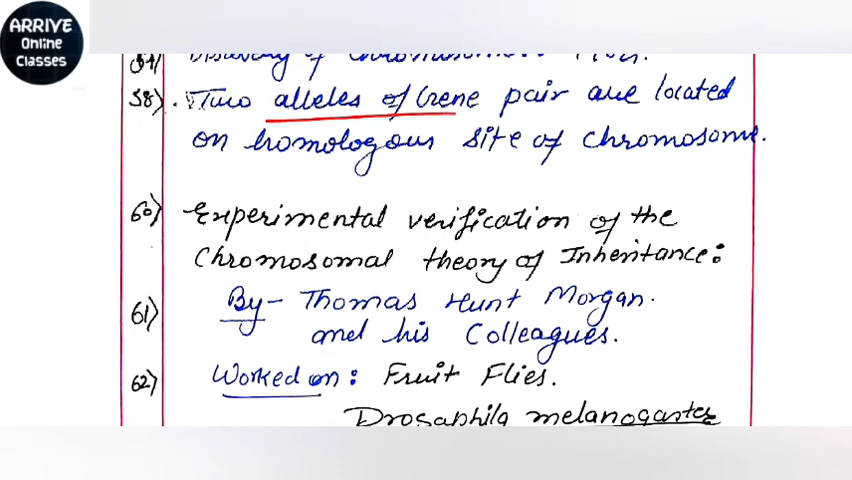 ARRIVE
Online
Classes
57)
58). Two alleles of Gene pair are located
on homologous site of chromosome.
60) Experimental verification of the
Chromosomal theory of Inheritance:
61) By- Thomas Hunt Morgan.
and his Colleagues.
62) Worked on: Fruit Flies.
Drosophila melanogaster